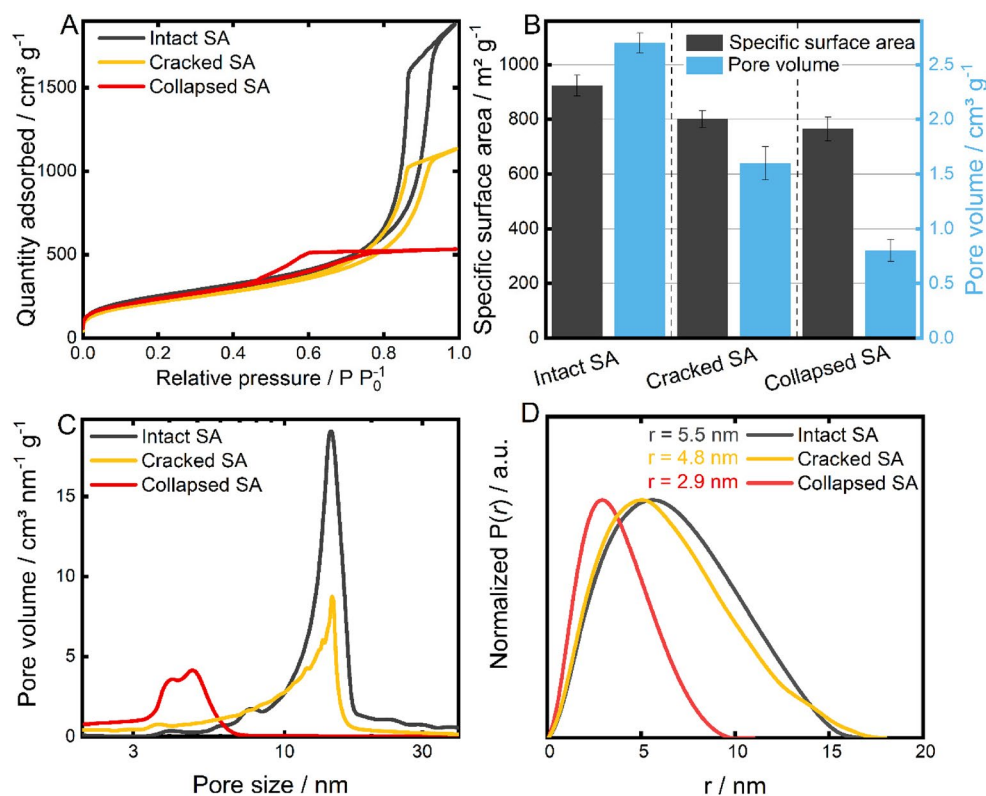 A
Intact SA
Cracked SA
Collapsed SA
Quantity adsorbed / cm³ g⁻¹
1500
1000
500
0
0.0 0.2 0.4 0.6 0.8 1.0
Relative pressure / P P₀⁻¹
B
Specific surface area
Pore volume
Specific surface area / m² g⁻¹
1000
800
600
400
200
0
Pore volume / cm³ g⁻¹
2.5
2.0
1.5
1.0
0.5
0.0
Intact SA Cracked SA Collapsed SA
C
Intact SA
Cracked SA
Collapsed SA
Pore volume / cm³ nm⁻¹ g⁻¹
15
10
5
0
3 10 30
Pore size / nm
D
r = 5.5 nm Intact SA
r = 4.8 nm Cracked SA
r = 2.9 nm Collapsed SA
Normalized P(r) / a.u.
0 5 10 15 20
r / nm